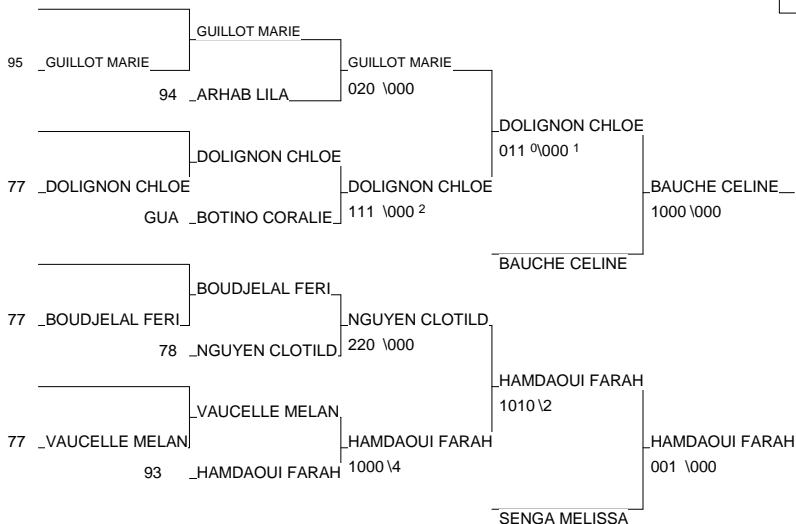 GUILLOT MARIE
95 GUILLOT MARIE
GUILLOT MARIE
94 ARHAB LILA
020 \000
DOLIGNON CHLOE
011 0\000 1
DOLIGNON CHLOE
77 DOLIGNON CHLOE
DOLIGNON CHLOE
BAUCHE CELINE
GUA BOTINO CORALIE
111 \000 2
1000 \000
BAUCHE CELINE
BOUDJELAL FERI
77 BOUDJELAL FERI
NGUYEN CLOTILD
78 NGUYEN CLOTILD
220 \000
HAMDAOUI FARAH
1010 \2
VAUCELLE MELAN
77 VAUCELLE MELAN
HAMDAOUI FARAH
HAMDAOUI FARAH
93 HAMDAOUI FARAH
1000 \4
001 \000
SENGA MELISSA